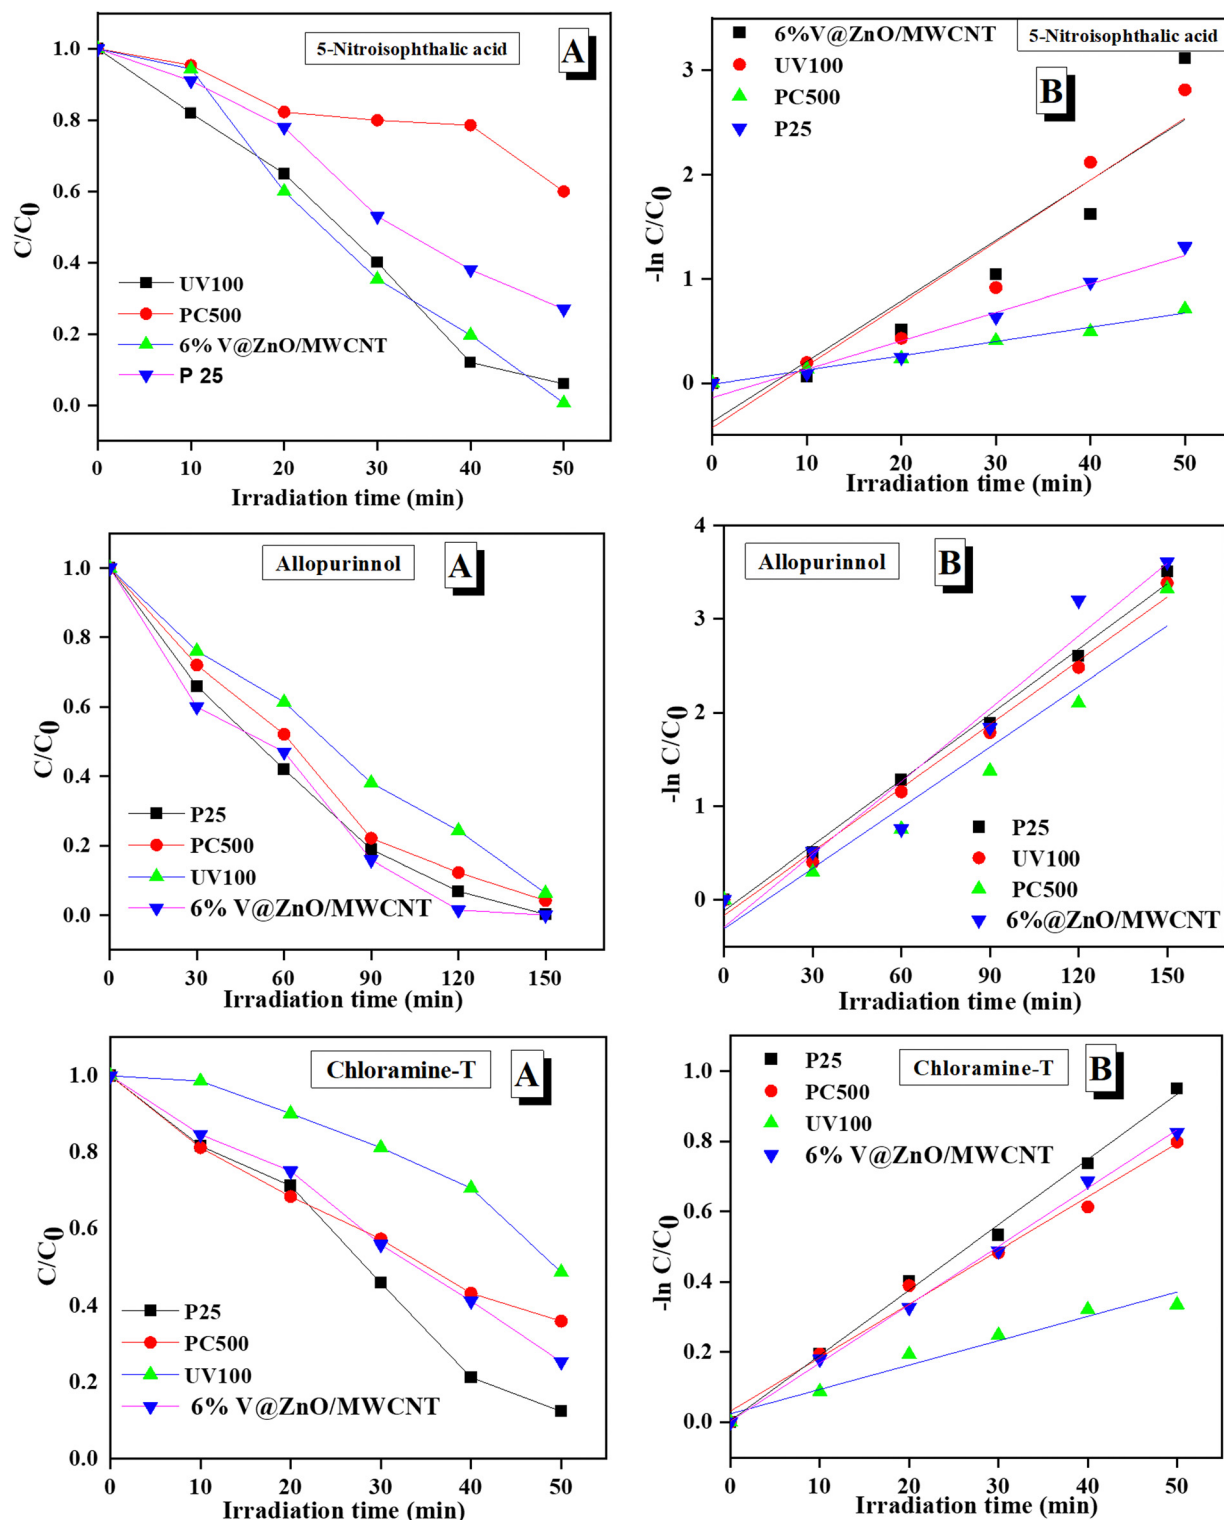 5-Nitroisophthalic acid
A
1.0
0.8
0.6
0.4
0.2
0.0
C/C0
UV100
PC500
6% V@ZnO/MWCNT
P 25
0 10 20 30 40 50
Irradiation time (min)
6%V@ZnO/MWCNT
UV100
PC500
P25
5-Nitroisophthalic acid
B
3
2
1
0
-ln C/C0
0 10 20 30 40 50
Irradiation time (min)
Allopurinnol
A
1.0
0.8
0.6
0.4
0.2
0.0
C/C0
P25
PC500
UV100
6% V@ZnO/MWCNT
0 30 60 90 120 150
Irradiation time (min)
Allopurinnol
B
4
3
2
1
0
-ln C/C0
P25
UV100
PC500
6%@ZnO/MWCNT
0 30 60 90 120 150
Irradiation time (min)
Chloramine-T
A
1.0
0.8
0.6
0.4
0.2
0.0
C/C0
P25
PC500
UV100
6% V@ZnO/MWCNT
0 10 20 30 40 50
Irradiation time (min)
P25
PC500
UV100
6% V@ZnO/MWCNT
Chloramine-T
B
1.0
0.8
0.6
0.4
0.2
0.0
-ln C/C0
0 10 20 30 40 50
Irradiation time (min)